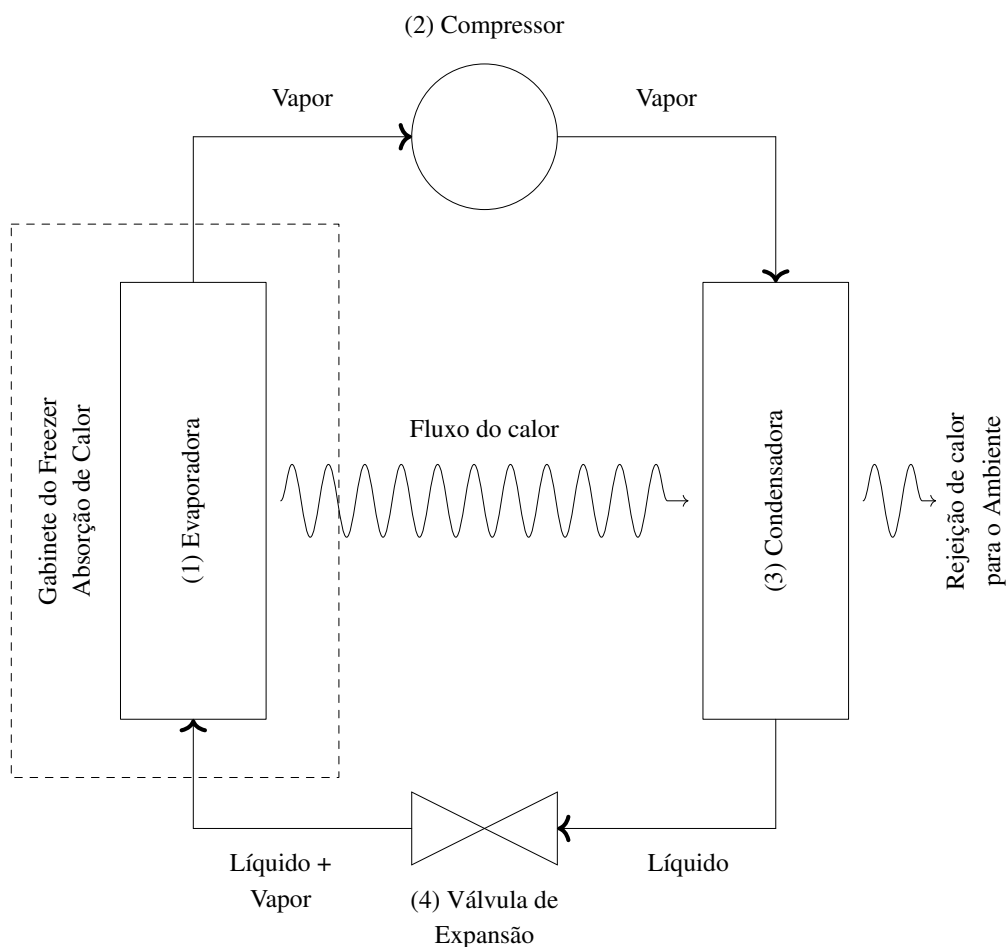 (2) Compressor
Vapor
Vapor
Gabinete do Freezer
Absorção de Calor
(1) Evaporadora
Fluxo do calor
(3) Condensadora
Rejeição de calor
para o Ambiente
Líquido +
Vapor
(4) Válvula de
Expansão
Líquido